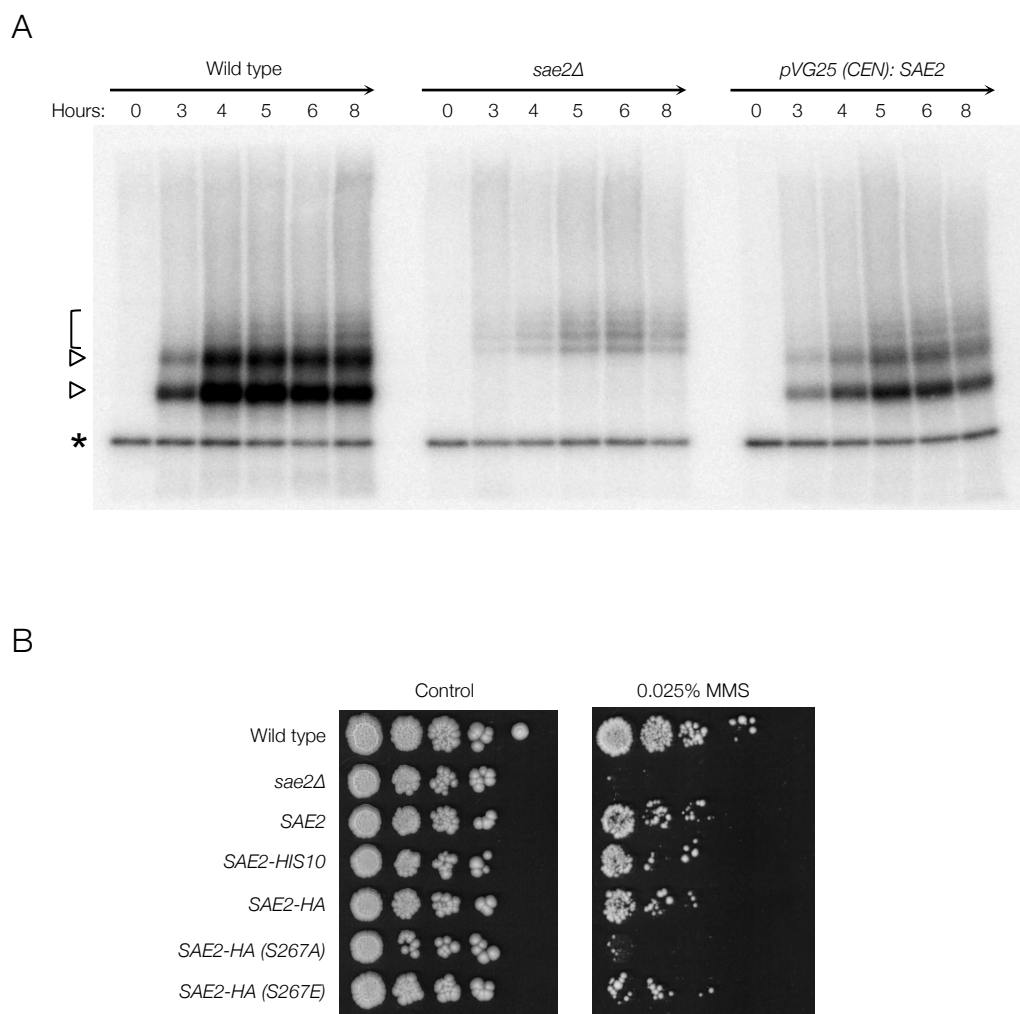 A
Wild type
sae2Δ
pVG25 (CEN): SAE2
Hours: 0 3 4 5 6 8 0 3 4 5 6 8 0 3 4 5 6 8
*
B
Control
0.025% MMS
Wild type
sae2Δ
SAE2
SAE2-HIS10
SAE2-HA
SAE2-HA (S267A)
SAE2-HA (S267E)